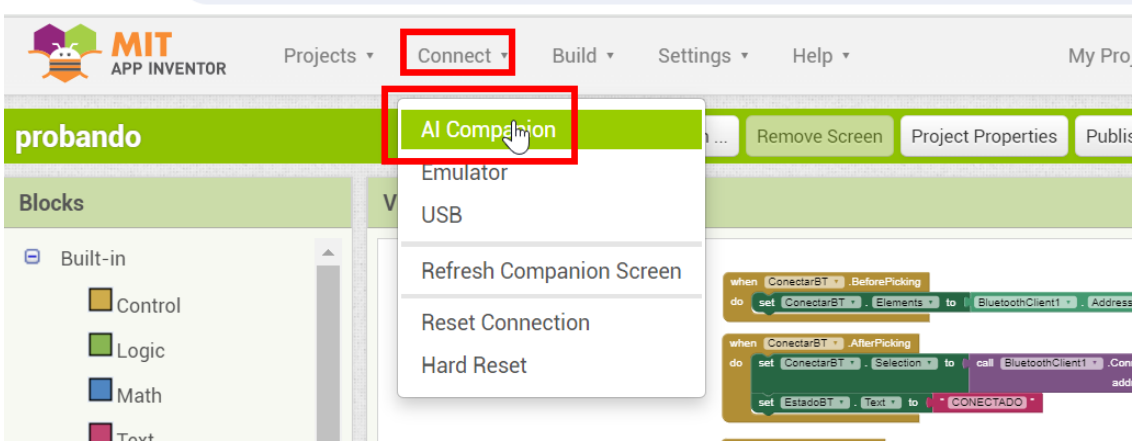 MIT
APP INVENTOR
Projects
Connect
Build
Settings
Help
My Proj
probando
AI Companion
n ...
Remove Screen
Project Properties
Publis
Emulator
USB
Refresh Companion Screen
Reset Connection
Hard Reset
Blocks
V
Built-in
Control
Logic
Math
Text
when ConectarBT .BeforePicking
do set ConectarBT . Elements to BluetoothClient1 . Address
when ConectarBT .AfterPicking
do set ConectarBT . Selection to call BluetoothClient1 .Con
addr
set EstadoBT . Text to " CONECTADO "